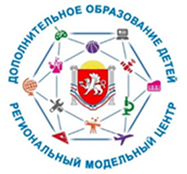 ДОПОЛНИТЕЛЬНОЕ ОБРАЗОВАНИЕ ДЕТЕЙ
РЕГИОНАЛЬНЫЙ МОДЕЛЬНЫЙ ЦЕНТР